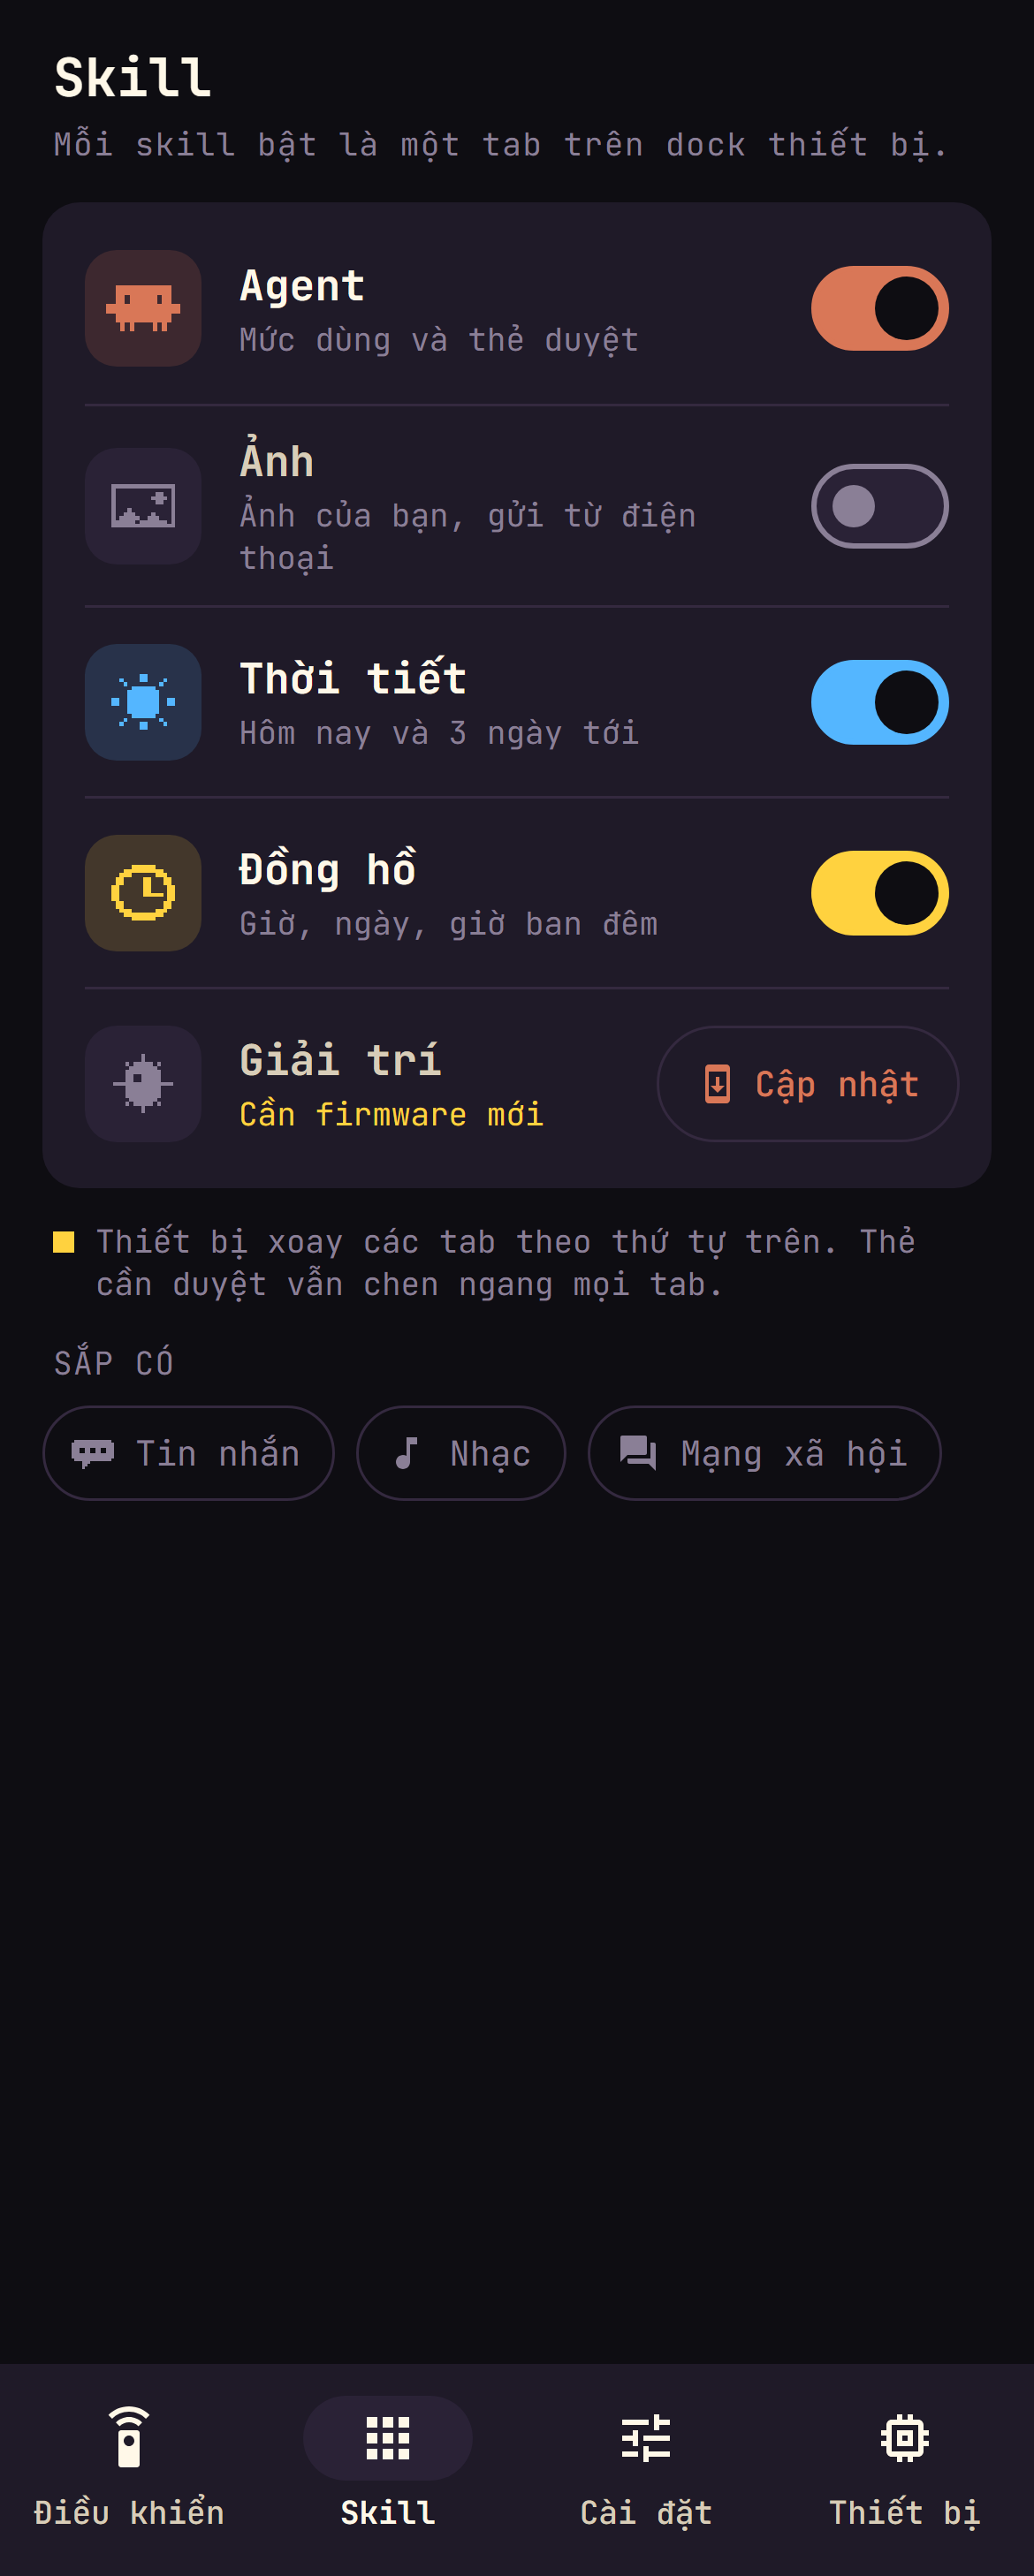 Skill
Mỗi skill bật là một tab trên dock thiết bị.
Agent
Mức dùng và thẻ duyệt
Ảnh
Ảnh của bạn, gửi từ điện
thoại
Thời tiết
Hôm nay và 3 ngày tới
Đồng hồ
Giờ, ngày, giờ ban đêm
Giải trí
Cần firmware mới
Cập nhật
Thiết bị xoay các tab theo thứ tự trên. Thẻ
cần duyệt vẫn chen ngang mọi tab.
SẮP CÓ
Tin nhắn
Nhạc
Mạng xã hội
Điều khiển
Skill
Cài đặt
Thiết bị